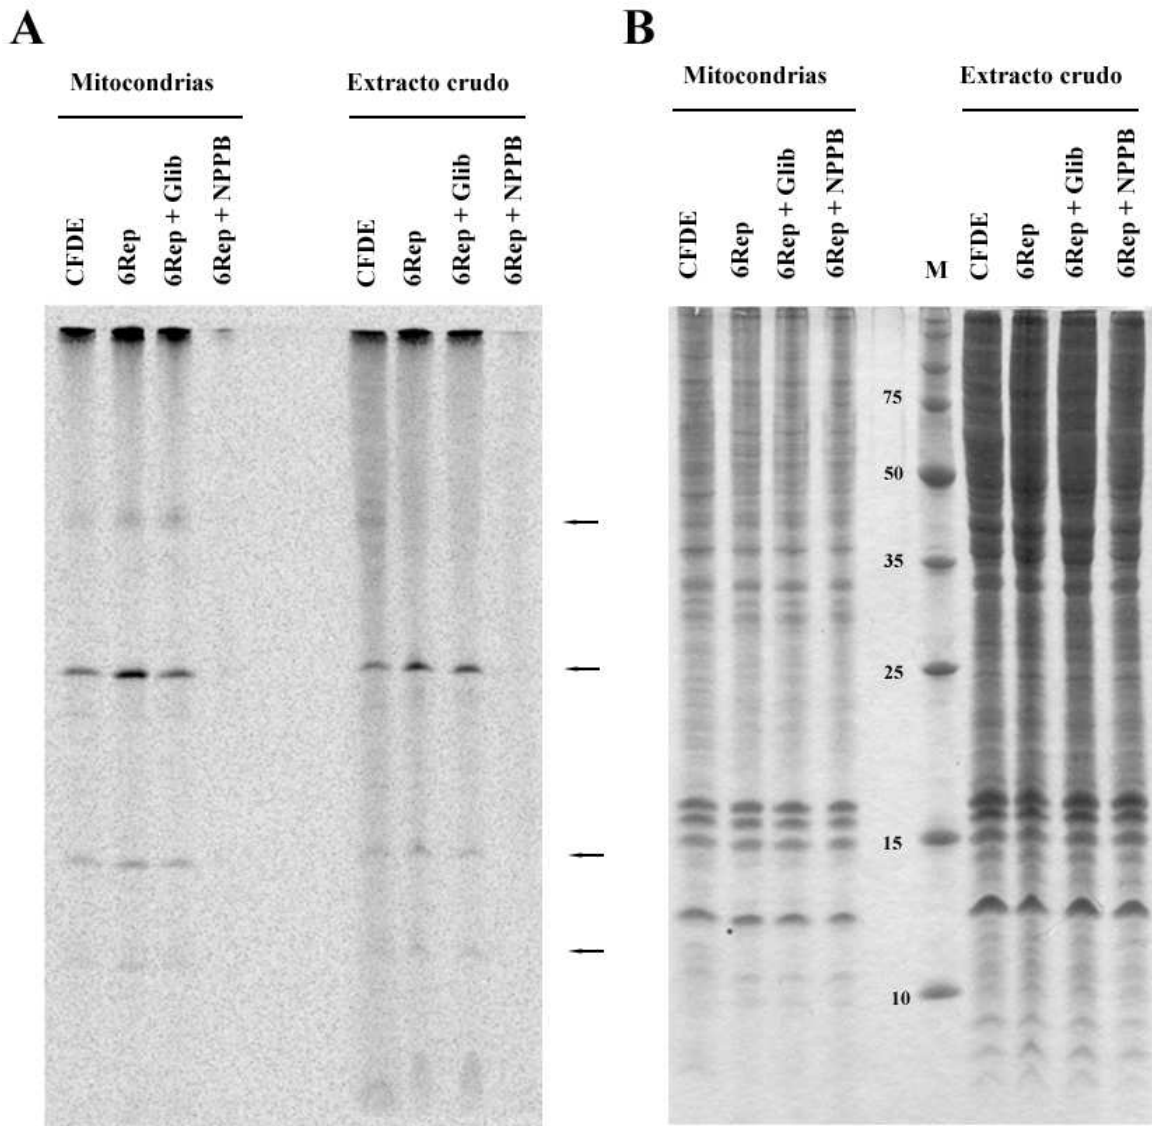 A
Mitocondrias
Extracto crudo
CFDE
6Rep
6Rep + Glib
6Rep + NPPB
CFDE
6Rep
6Rep + Glib
6Rep + NPPB
B
Mitocondrias
Extracto crudo
CFDE
6Rep
6Rep + Glib
6Rep + NPPB
M
CFDE
6Rep
6Rep + Glib
6Rep + NPPB
75
50
35
25
15
10